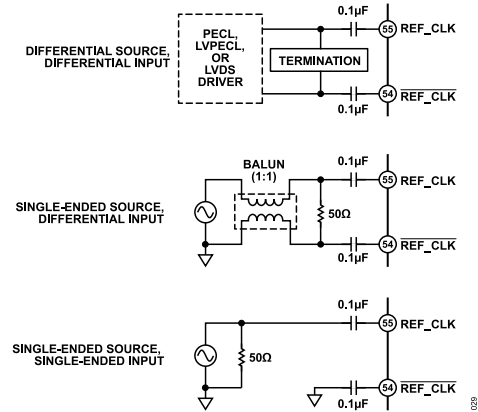 0.1µF
55 REF_CLK
DIFFERENTIAL SOURCE,
DIFFERENTIAL INPUT
PECL,
LVPECL,
OR
LVDS
DRIVER
TERMINATION
54 REF_CLK
0.1µF
BALUN
(1:1)
0.1µF
55 REF_CLK
SINGLE-ENDED SOURCE,
DIFFERENTIAL INPUT
50Ω
54 REF_CLK
0.1µF
0.1µF
55 REF_CLK
SINGLE-ENDED SOURCE,
SINGLE-ENDED INPUT
50Ω
54 REF_CLK
0.1µF
029